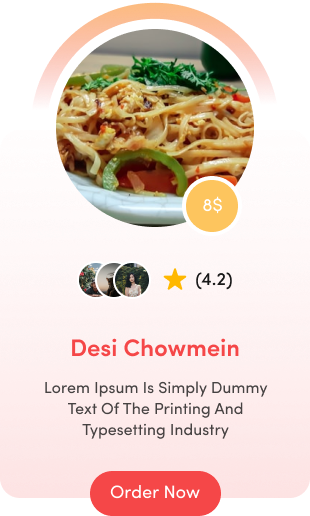 8$
(4.2)
Desi Chowmein
Lorem Ipsum Is Simply Dummy
Text Of The Printing And
Typesetting Industry
Order Now